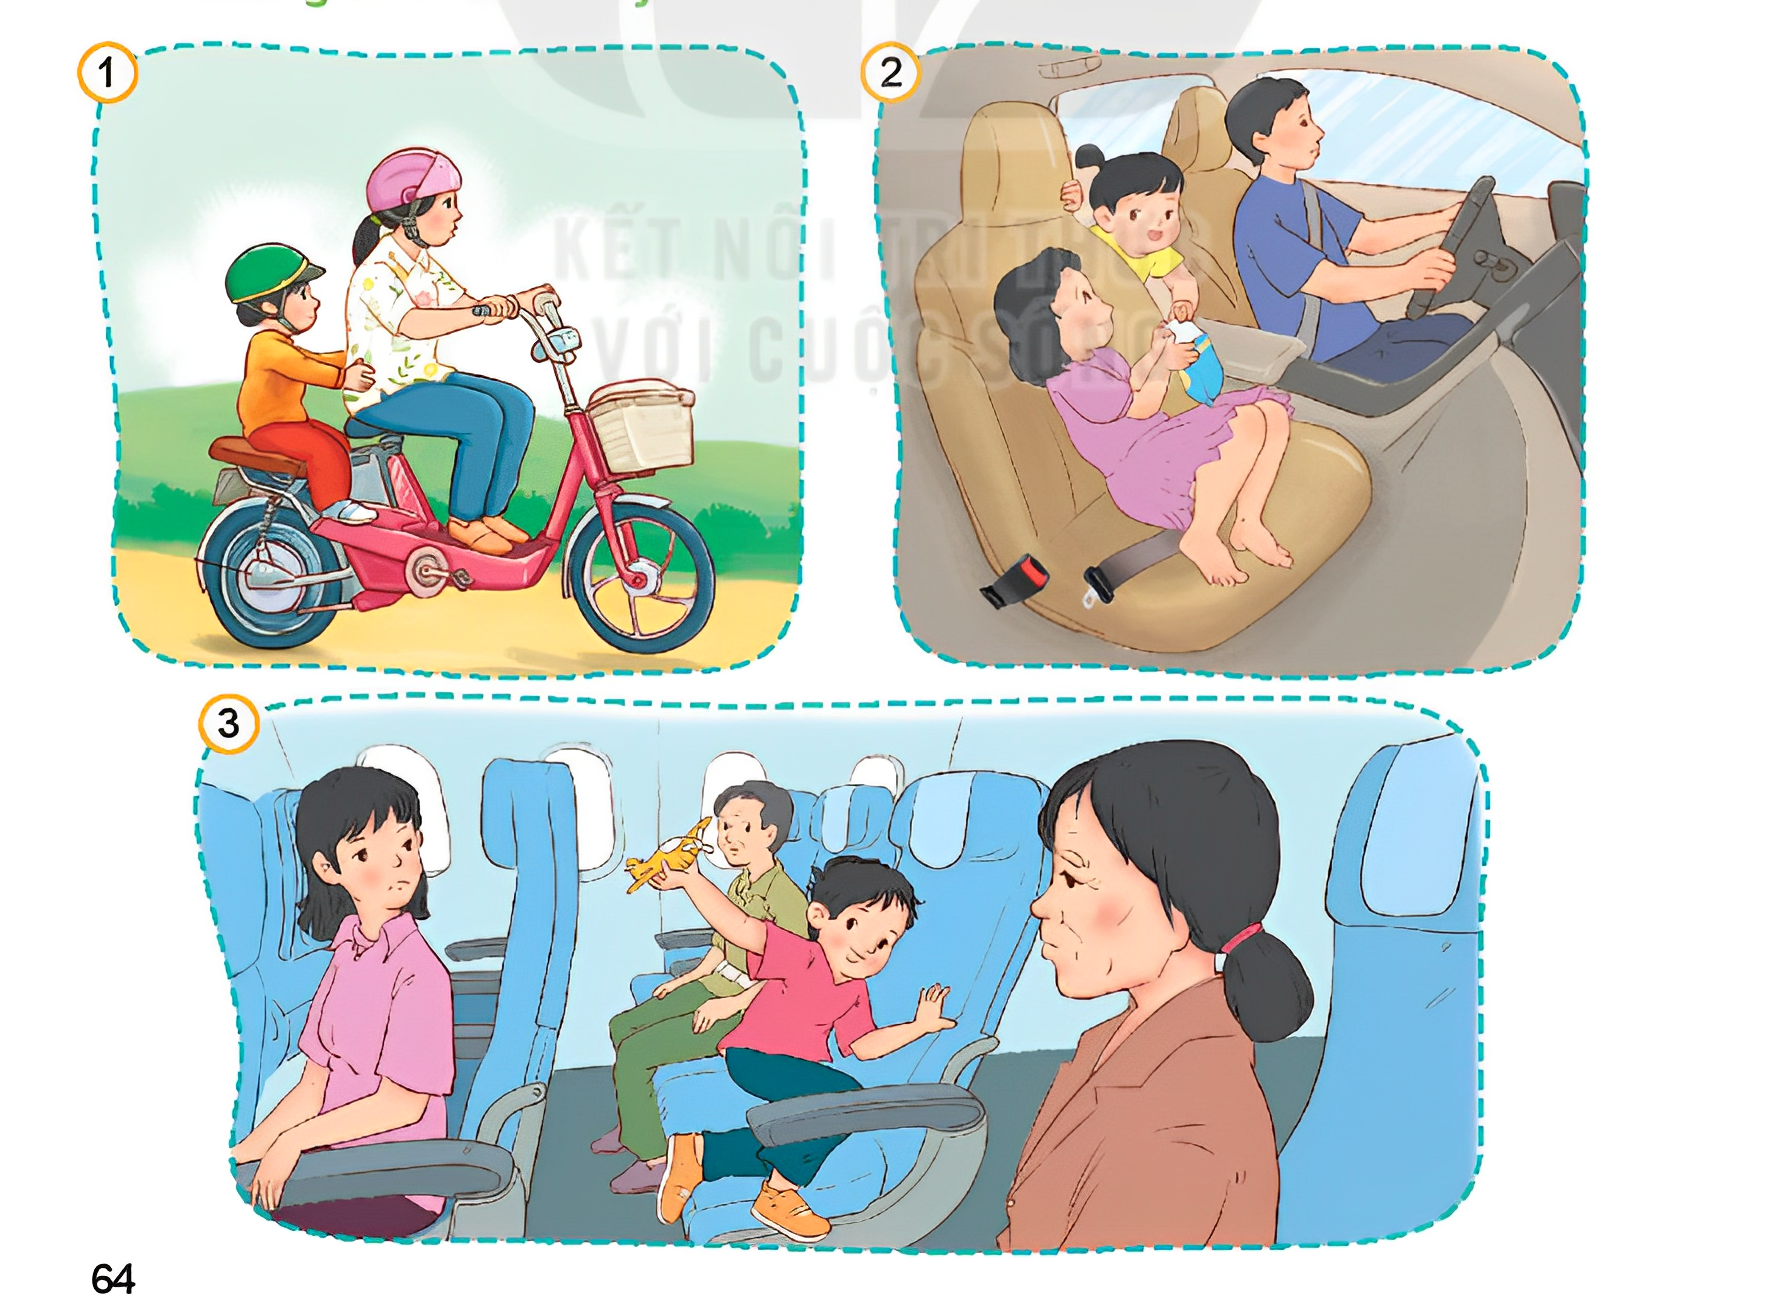 1
2
KẾT NỐI TRI THỨC
VỚI CUỘC SỐNG
3
64